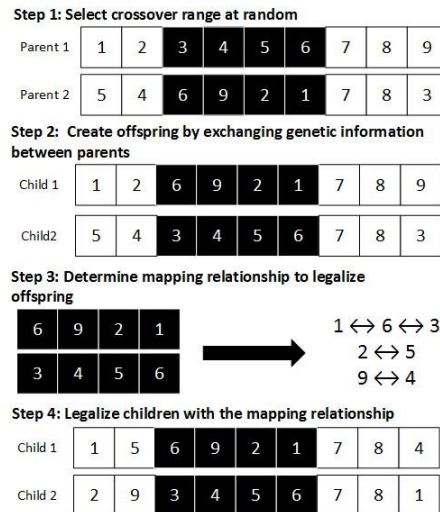 Step 1: Select crossover range at random
Parent 1 1 2 3 4 5 6 7 8 9
Parent 2 5 4 6 9 2 1 7 8 3
Step 2: Create offspring by exchanging genetic information
between parents
Child 1 1 2 6 9 2 1 7 8 9
Child2 5 4 3 4 5 6 7 8 3
Step 3: Determine mapping relationship to legalize
offspring
6 9 2 1
3 4 5 6
1 ↔ 6 ↔ 3
2 ↔ 5
9 ↔ 4
Step 4: Legalize children with the mapping relationship
Child 1 1 5 6 9 2 1 7 8 4
Child 2 2 9 3 4 5 6 7 8 1